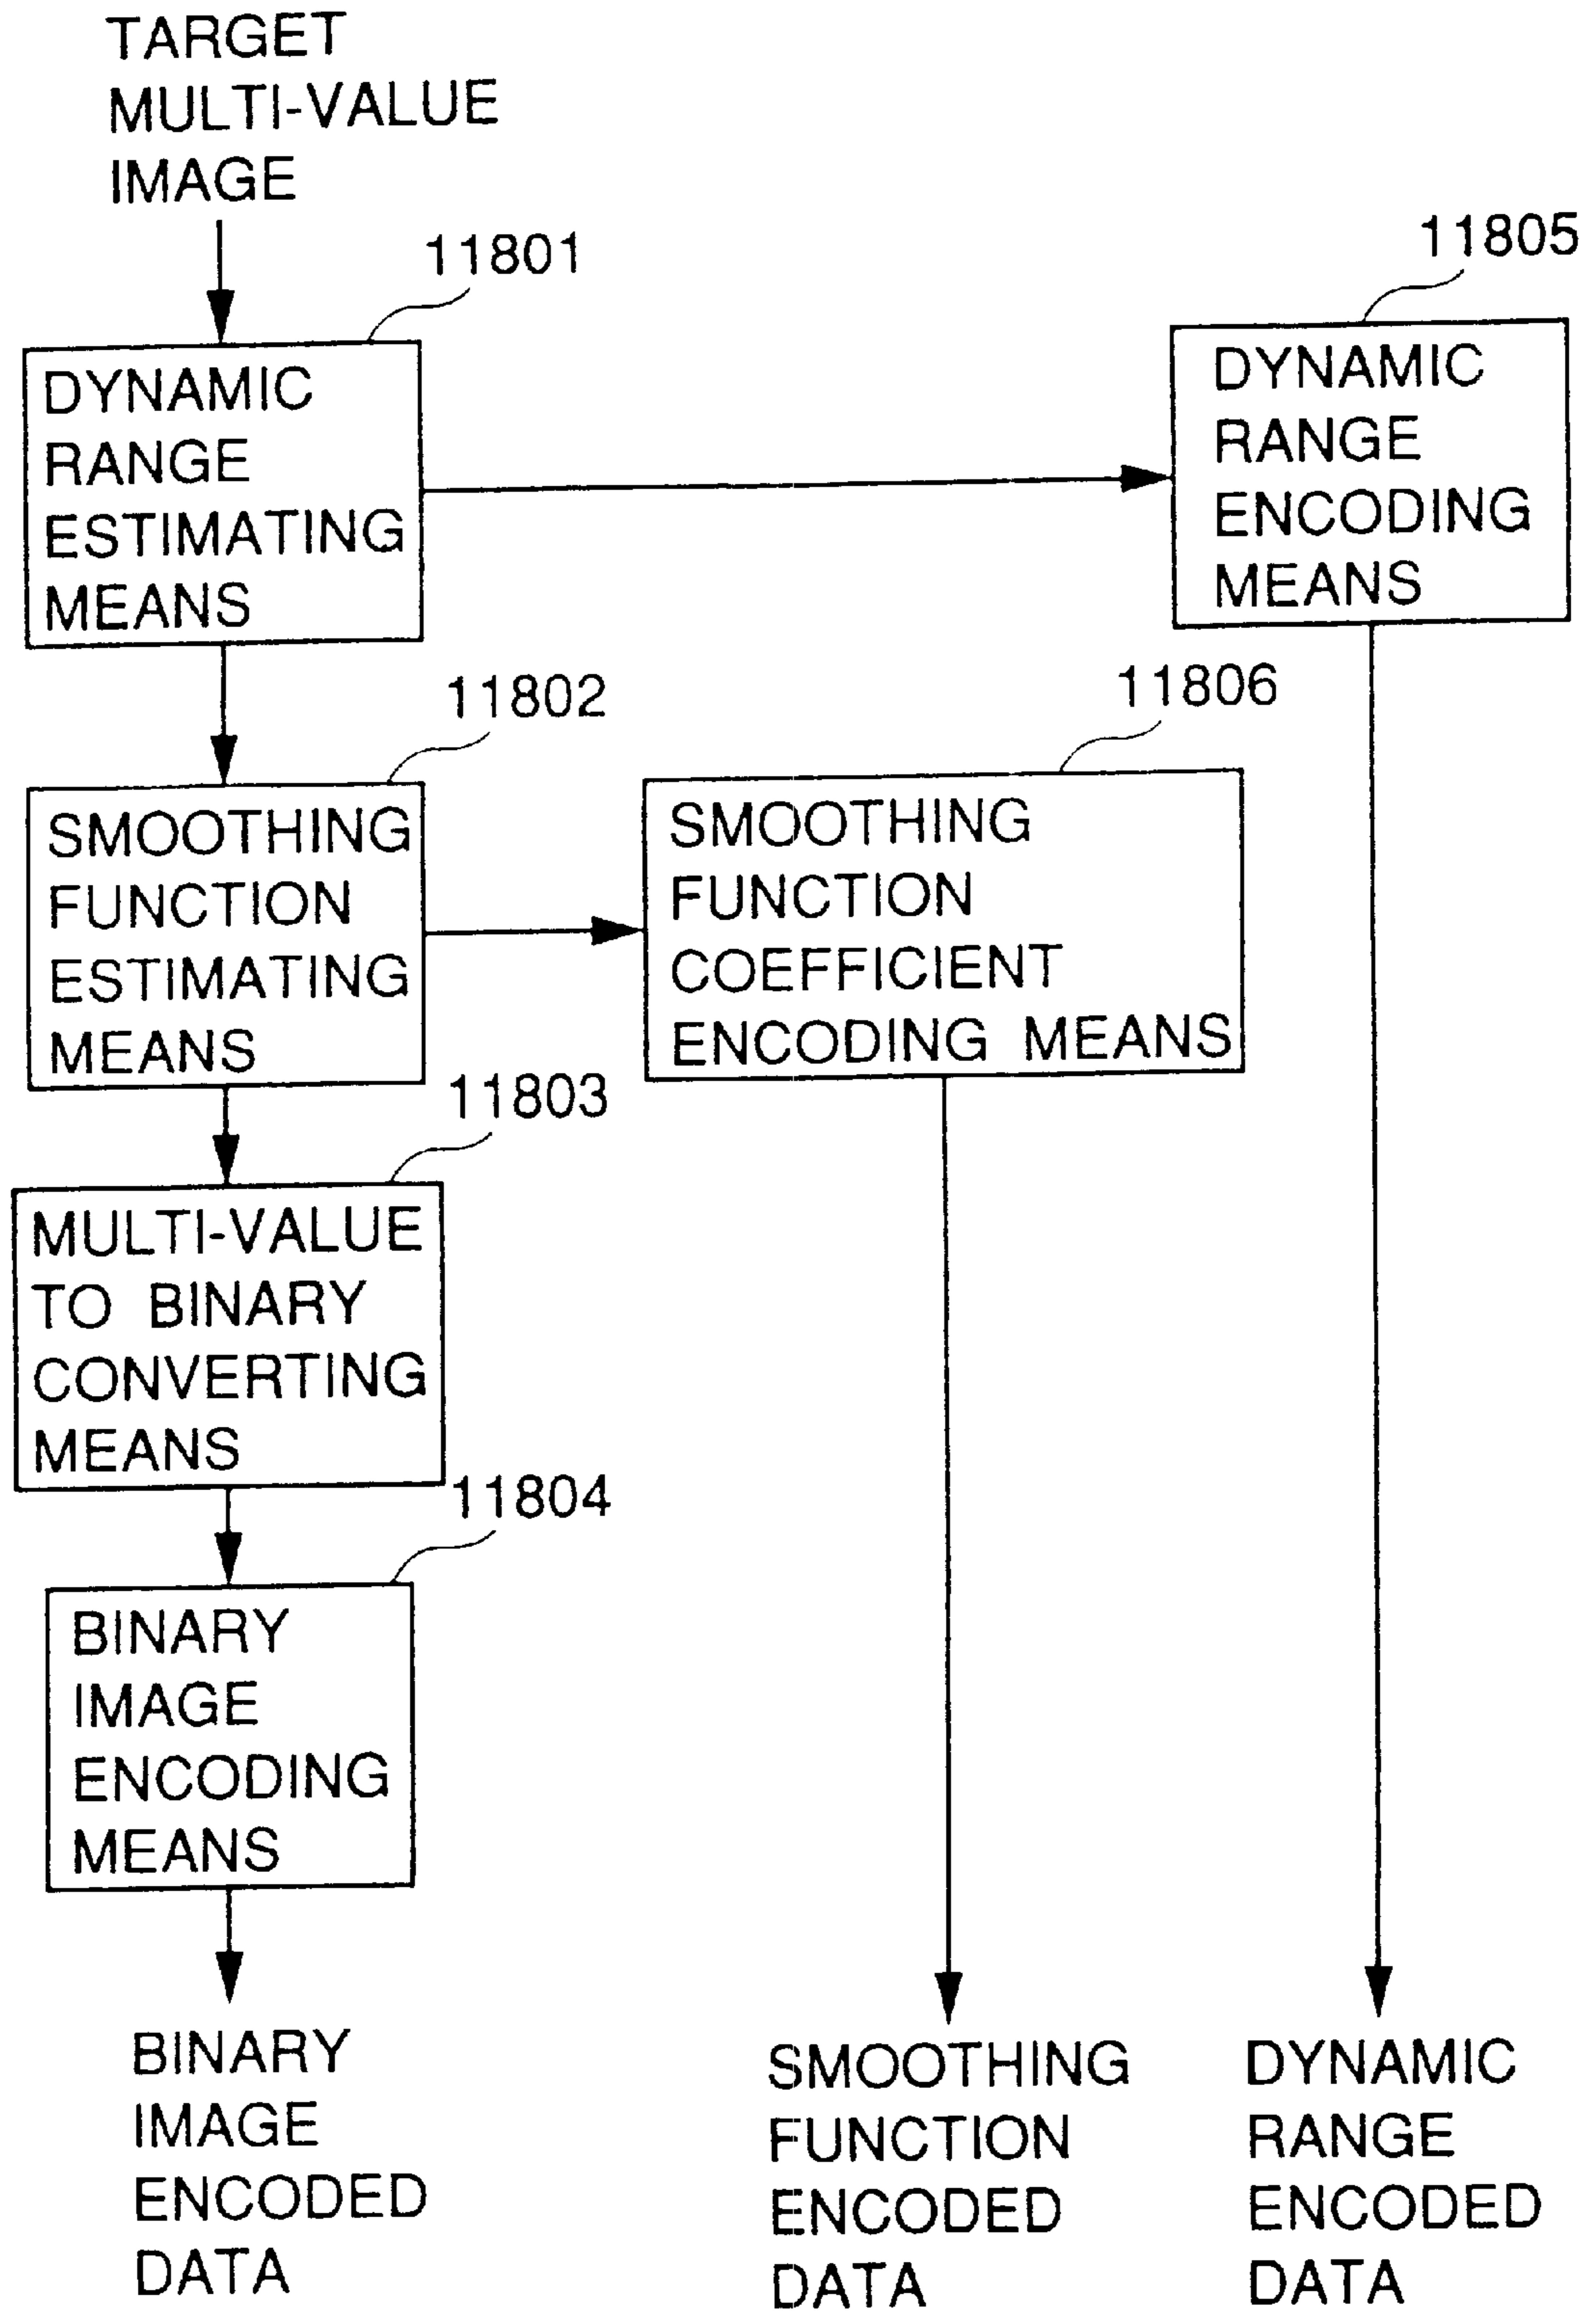 TARGET
MULTI-VALUE
IMAGE
11801
DYNAMIC
RANGE
ESTIMATING
MEANS
11805
DYNAMIC
RANGE
ENCODING
MEANS
11802
SMOOTHING
FUNCTION
ESTIMATING
MEANS
11806
SMOOTHING
FUNCTION
COEFFICIENT
ENCODING MEANS
11803
MULTI-VALUE
TO BINARY
CONVERTING
MEANS
11804
BINARY
IMAGE
ENCODING
MEANS
BINARY
IMAGE
ENCODED
DATA
SMOOTHING
FUNCTION
ENCODED
DATA
DYNAMIC
RANGE
ENCODED
DATA